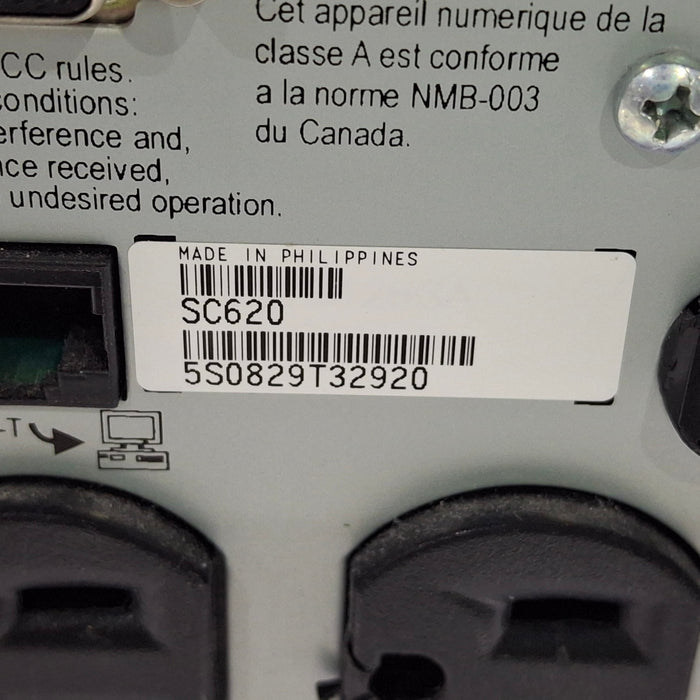 Cet appareil numerique de la
classe A est conforme
a la norme NMB-003
du Canada.
CC rules.
conditions:
erference and,
nce received,
undesired operation.
MADE IN PHILIPPINES
SC620
5S0829T32920
-T